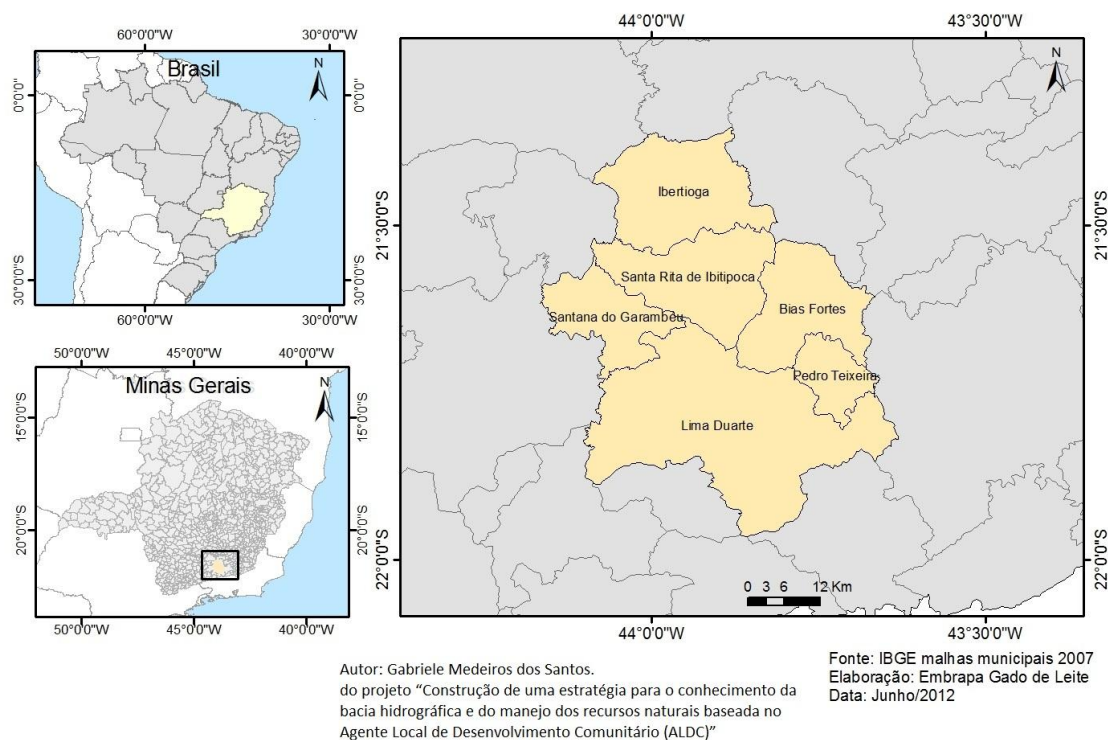 60°0'0"W 30°0'0"W
Brasil
N
0°0'0"
0°0'0"
30°0'0"S
30°0'0"S
60°0'0"W 30°0'0"W
50°0'0"W 45°0'0"W 40°0'0"W
Minas Gerais
N
15°0'0"S
15°0'0"S
20°0'0"S
20°0'0"S
50°0'0"W 45°0'0"W 40°0'0"W
44°0'0"W 43°30'0"W
N
Ibertioga
21°30'0"S
21°30'0"S
Santa Rita de Ibitipoca
Santana do Garambéu
Bias Fortes
Pedro Teixeira
Lima Duarte
22°0'0"S
22°0'0"S
0 3 6 12 Km
44°0'0"W 43°30'0"W
Autor: Gabriele Medeiros dos Santos.
do projeto “Construção de uma estratégia para o conhecimento da
bacia hidrográfica e do manejo dos recursos naturais baseada no
Agente Local de Desenvolvimento Comunitário (ALDC)”
Fonte: IBGE malhas municipais 2007
Elaboração: Embrapa Gado de Leite
Data: Junho/2012